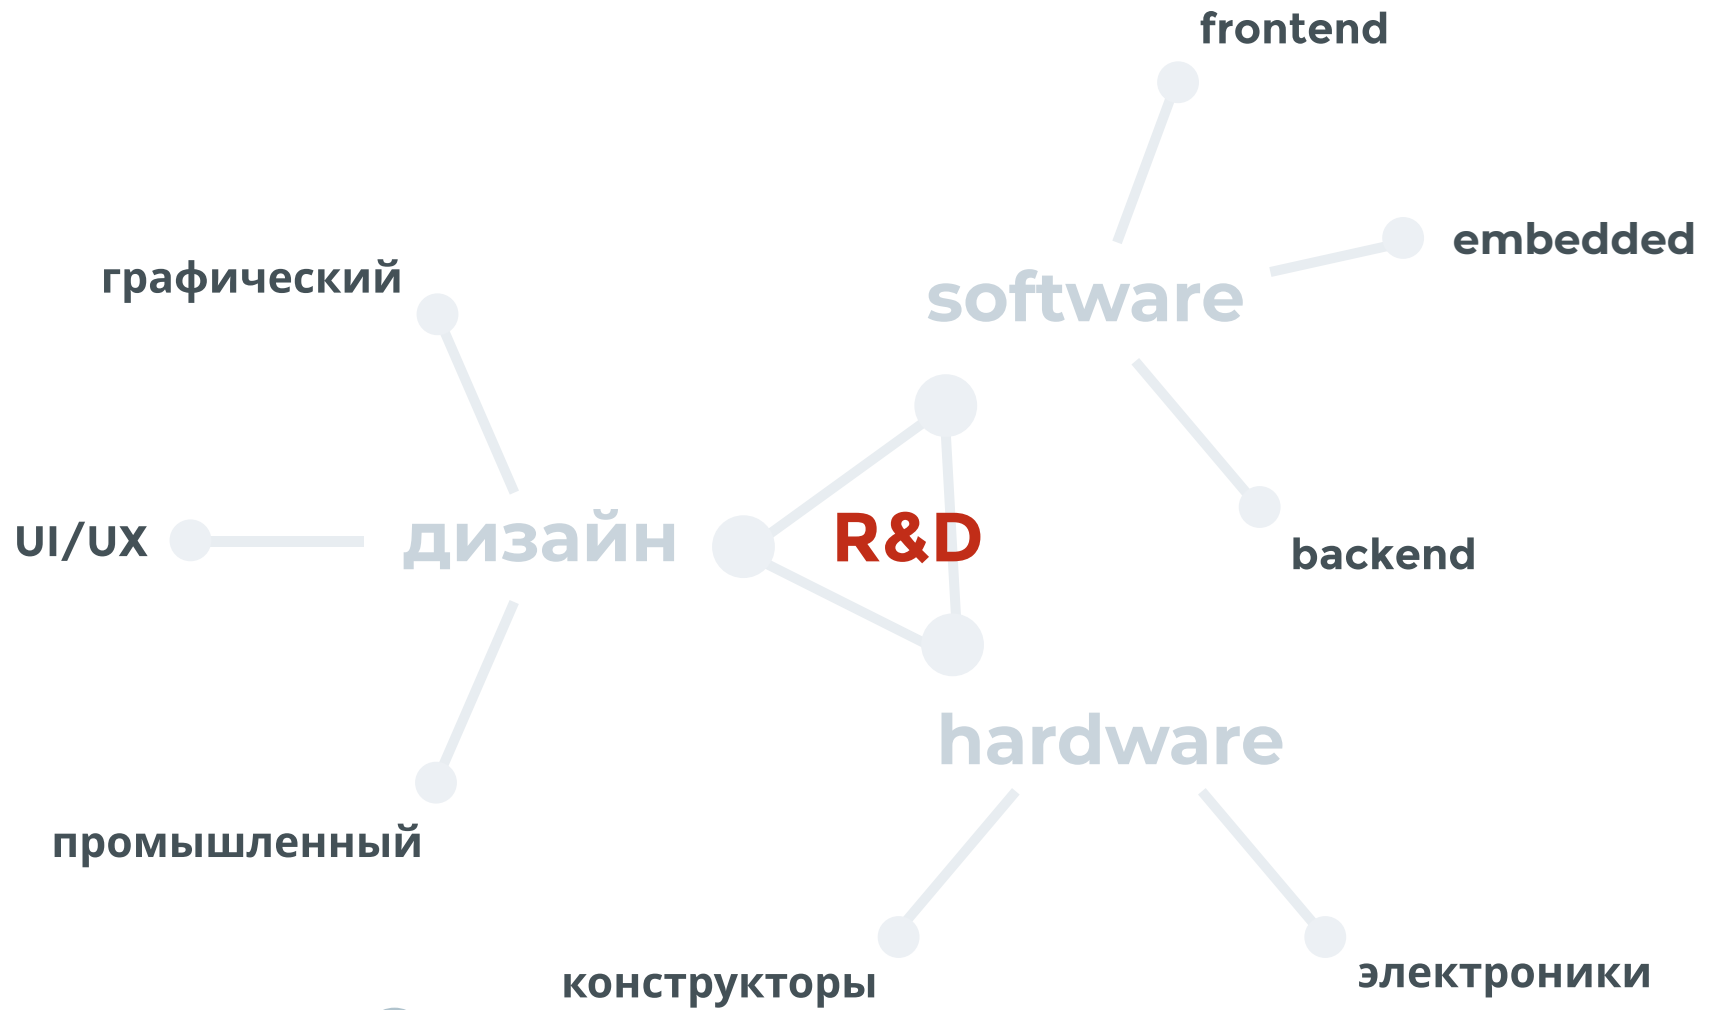 frontend
embedded
графический
software
UI/UX
дизайн
R&D
backend
hardware
промышленный
конструкторы
электроники